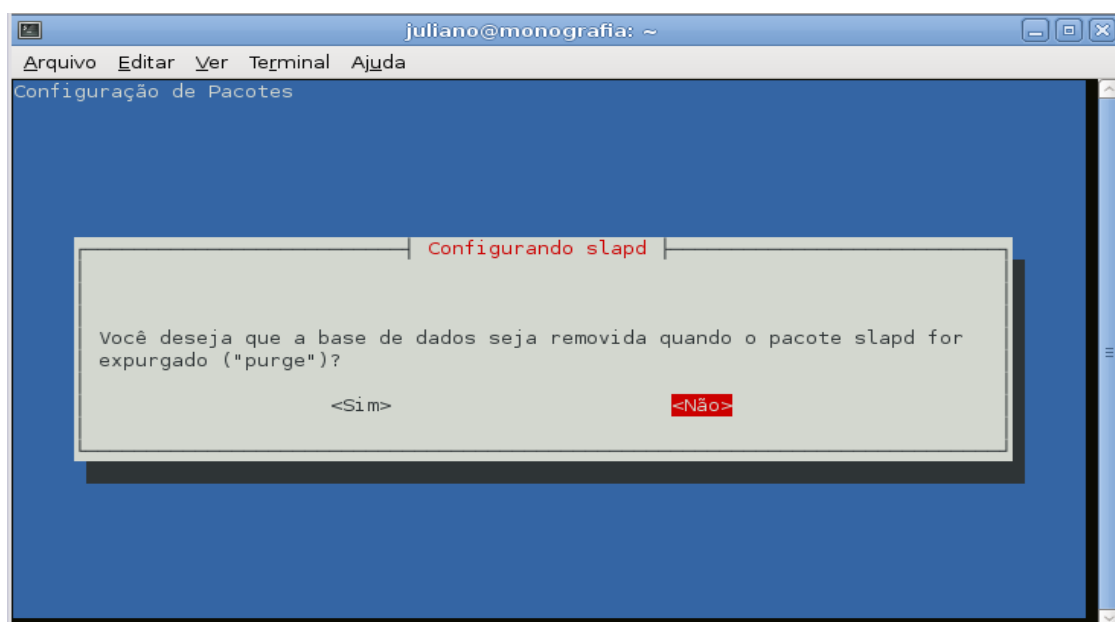 juliano@monografia: ~
Arquivo Editar Ver Terminal Ajuda
Configuração de Pacotes
Configurando slapd
Você deseja que a base de dados seja removida quando o pacote slapd for
expurgado ("purge")?
<Sim> <Não>